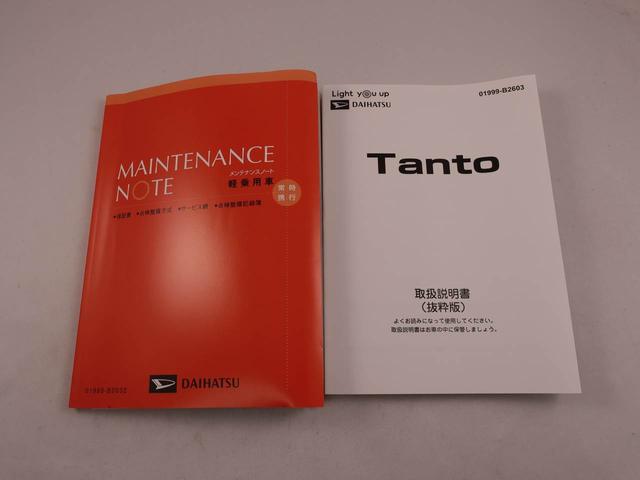 MAINTENANCE
NOTE
メンテナンスノート
軽乗用車
常時
携行
●保証書 ●点検整備方式 ●サービス網 ●点検整備記録簿
DAIHATSU
Light you up
DAIHATSU
01999-B2603
Tanto
取扱説明書
(抜粋版)
よくお読みになって使用してください。
取扱説明書はお車の中に保管しましょう。